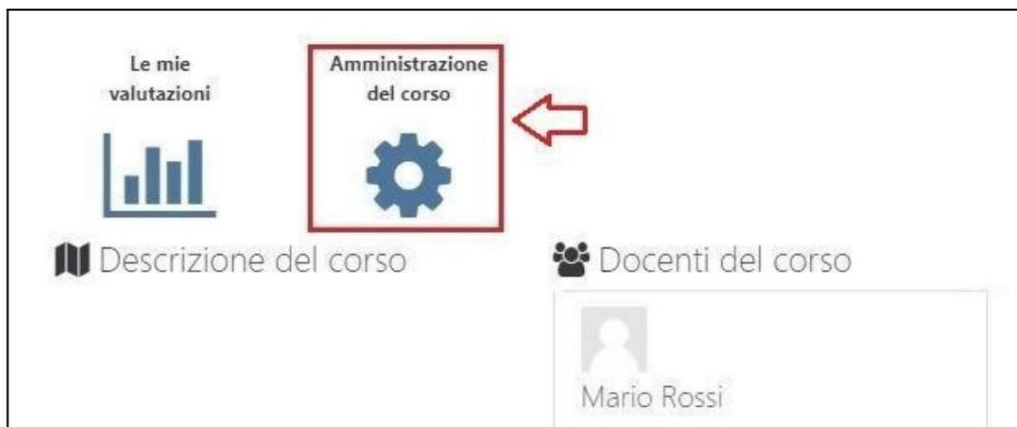 Le mie
valutazioni
Amministrazione
del corso
Descrizione del corso
Docenti del corso
Mario Rossi